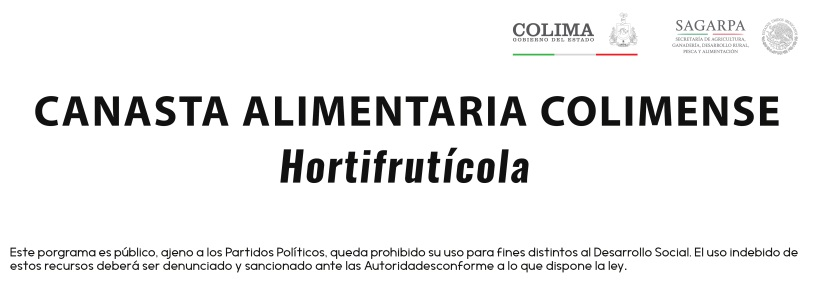 COLIMA
GOBIERNO DEL ESTADO
SAGARPA
SECRETARÍA DE AGRICULTURA,
GANADERÍA, DESARROLLO RURAL,
PESCA Y ALIMENTACIÓN
CANASTA ALIMENTARIA COLIMENSE
Hortifrutícola
Este porgrama es público, ajeno a los Partidos Políticos, queda prohibido su uso para fines distintos al Desarrollo Social. El uso indebido de
estos recursos deberá ser denunciado y sancionado ante las Autoridadesconforme a lo que dispone la ley.